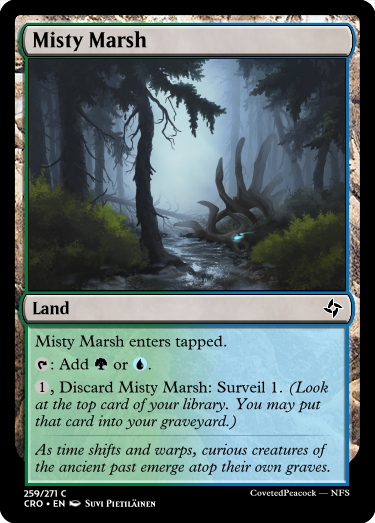 Misty Marsh
Land
Misty Marsh enters tapped.
: Add or .
1, Discard Misty Marsh: Surveil 1. (Look
at the top card of your library. You may put
that card into your graveyard.)
As time shifts and warps, curious creatures of
the ancient past emerge atop their own graves.
259/271 C
CRO • EN Suvi Pietiläinen
CovetedPeacock — NFS